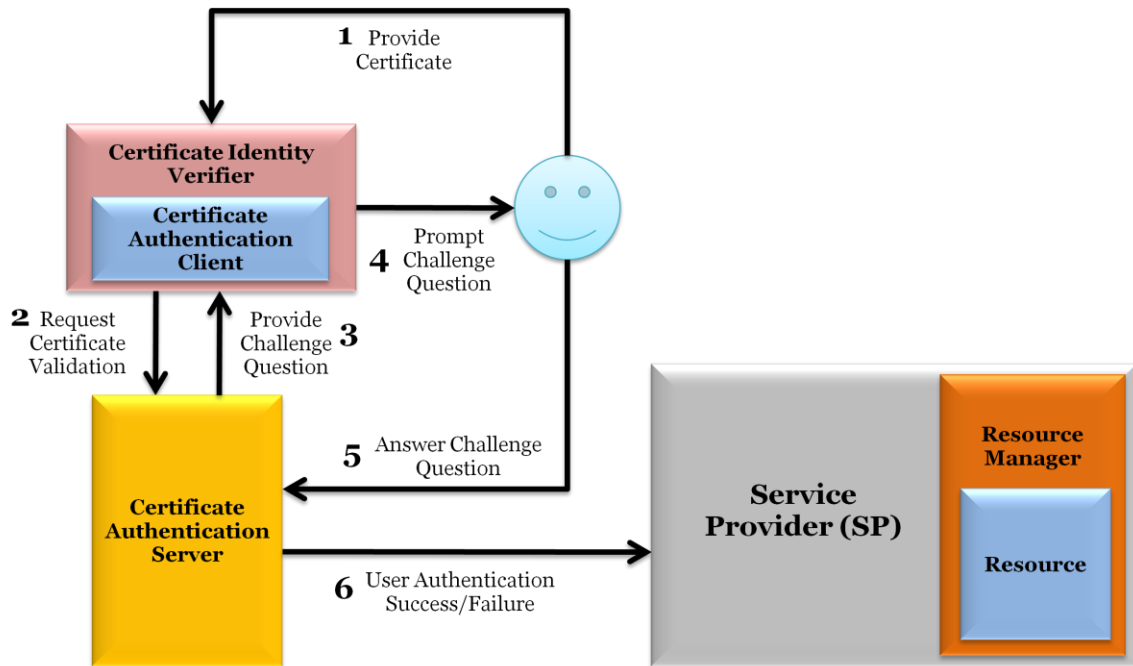 1 Provide
Certificate
Certificate Identity
Verifier
Certificate
Authentication
Client
4 Prompt
Challenge
Question
2 Request
Certificate
Validation
Provide
Challenge 3
Question
5 Answer Challenge
Question
Certificate
Authentication
Server
6 User Authentication
Success/Failure
Service
Provider (SP)
Resource
Manager
Resource